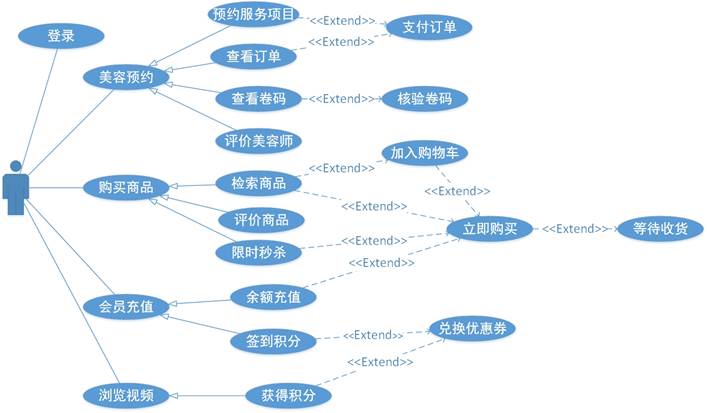 登录
美容预约
购买商品
会员充值
浏览视频
预约服务项目
查看订单
查看卷码
评价美容师
检索商品
评价商品
限时秒杀
余额充值
签到积分
获得积分
<<Extend>>
<<Extend>>
<<Extend>>
<<Extend>>
<<Extend>>
<<Extend>>
<<Extend>>
<<Extend>>
<<Extend>>
<<Extend>>
<<Extend>>
支付订单
核验卷码
加入购物车
立即购买
等待收货
兑换优惠券